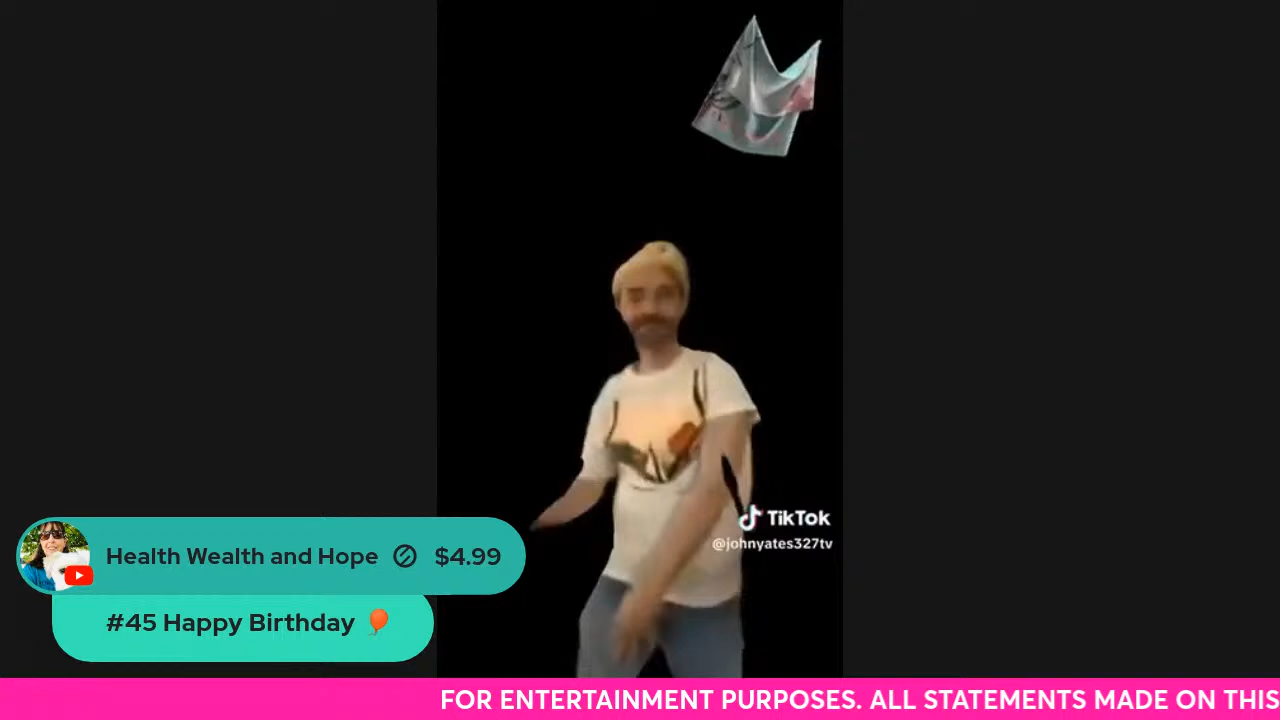 TikTok
@johnyates327tv
Health Wealth and Hope $4.99
#45 Happy Birthday 🎈
FOR ENTERTAINMENT PURPOSES. ALL STATEMENTS MADE ON THIS